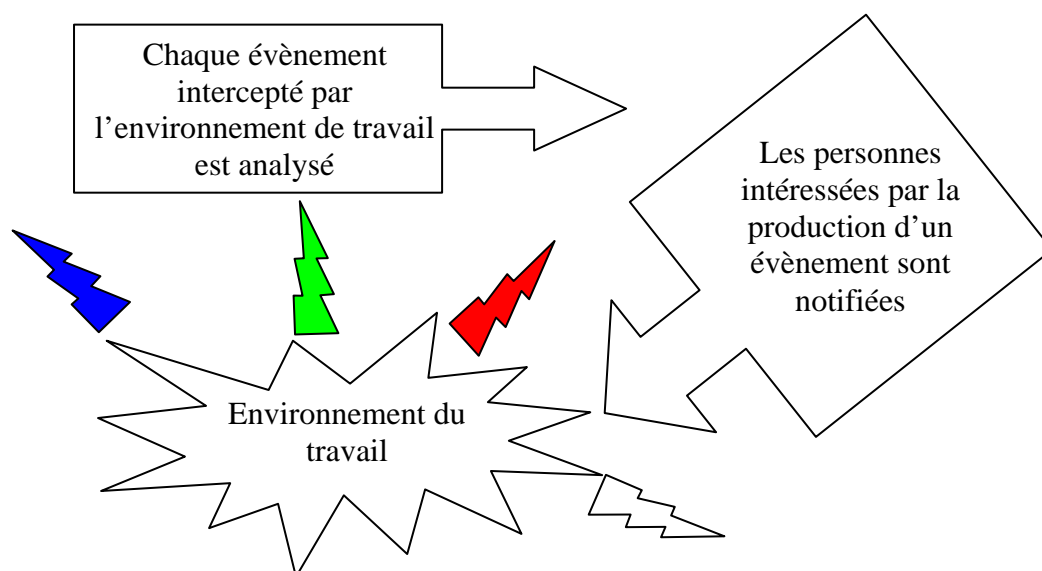 Chaque évènement
intercepté par
l’environnement de travail
est analysé
Les personnes
intéressées par la
production d’un
évènement sont
notifiées
Environnement du
travail